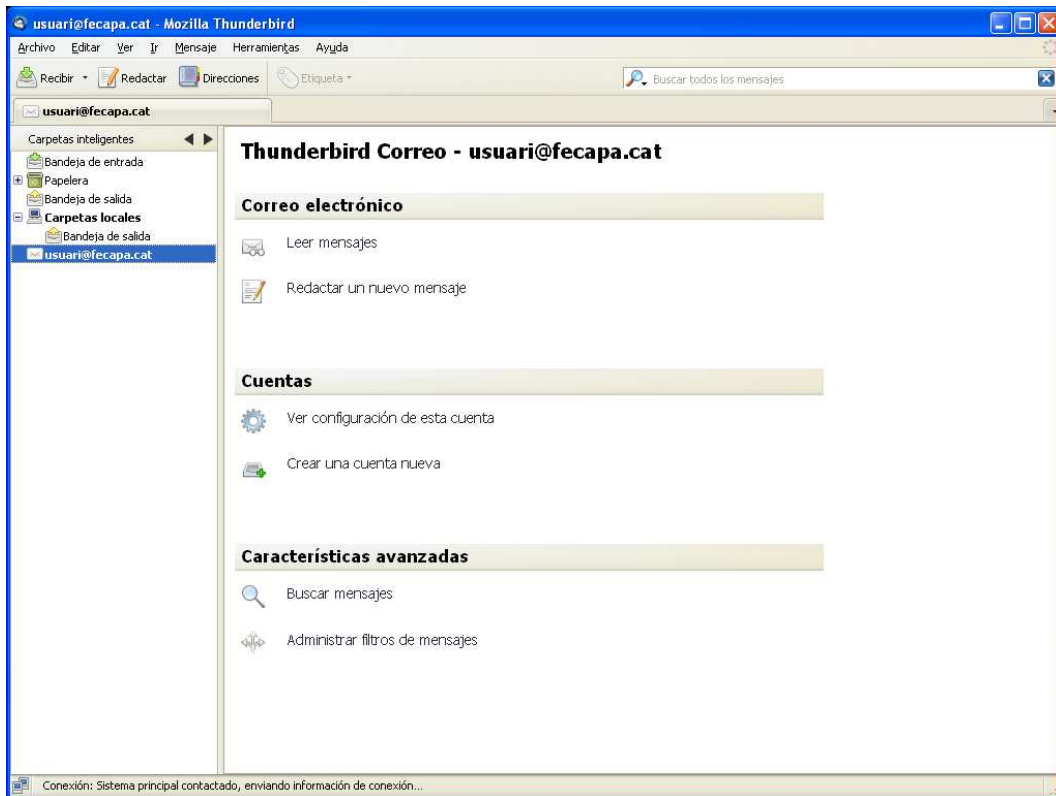 usuari@fecapa.cat - Mozilla Thunderbird
Archivo Editar Ver Ir Mensaje Herramientas Ayuda
Recibir Redactar Direcciones Etiqueta Buscar todos los mensajes
usuari@fecapa.cat
Carpetas inteligentes
Bandeja de entrada
Papelera
Bandeja de salida
Carpetas locales
Bandeja de salida
usuari@fecapa.cat
Thunderbird Correo - usuari@fecapa.cat
Correo electrónico
Leer mensajes
Redactar un nuevo mensaje
Cuentas
Ver configuración de esta cuenta
Crear una cuenta nueva
Características avanzadas
Buscar mensajes
Administrar filtros de mensajes
Conexión: Sistema principal contactado, enviando información de conexión...